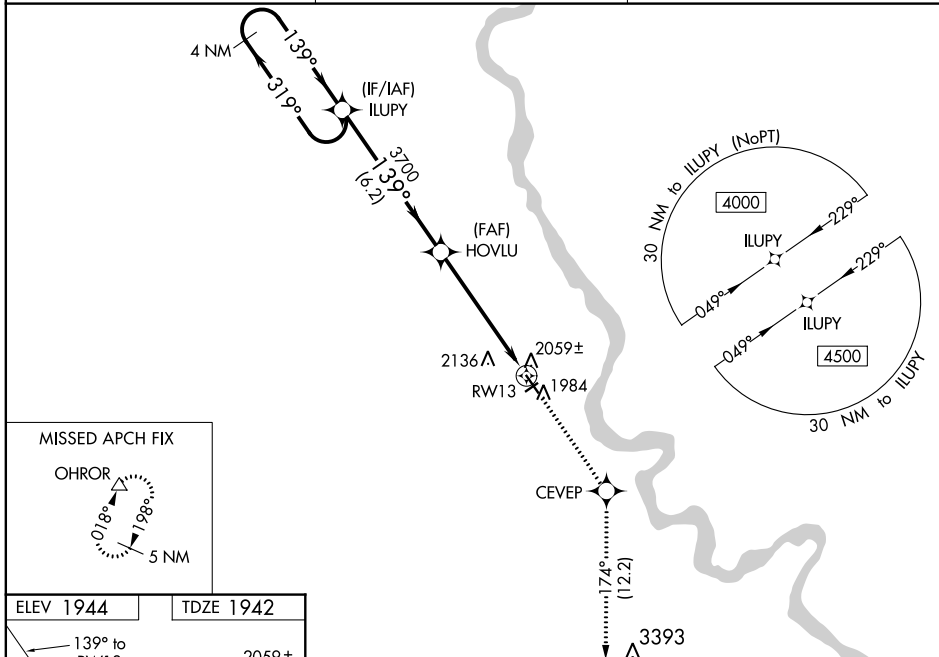 4 NM
139°
319°
(IF/IAF)
ILUPY
3700
139°
(6.2)
(FAF)
HOVLU
30 NM to ILUPY (NoPT)
4000
229°
ILUPY
049°
229°
ILUPY
049°
4500
30 NM to ILUPY
2136
2059±
RW13
1984
CEVEP
174°
(12.2)
3393
MISSED APCH FIX
OHROR
018°
198°
5 NM
ELEV 1944
TDZE 1942
139° to
2059±